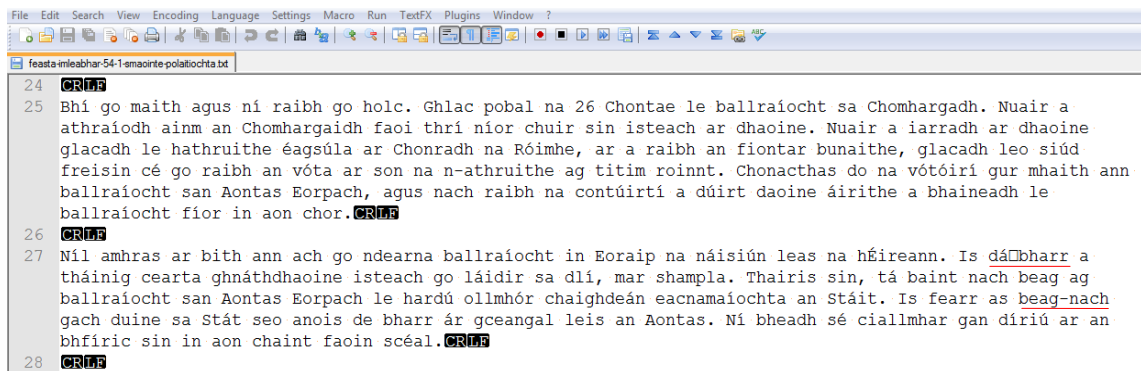 File Edit Search View Encoding Language Settings Macro Run TextFX Plugins Window ?
feasta-imleabhar-54-1-smaointe-polaitiochta.txt
24 CRLF
25 Bhí go maith agus ní raibh go holc. Ghlac pobal na 26 Chontae le ballraíocht sa Chomhargadh. Nuair a
athraíodh ainm an Chomhargaidh faoi thrí níor chuir sin isteach ar dhaoine. Nuair a iarradh ar dhaoine
glacadh le hathruithe éagsúla ar Chonradh na Róimhe, ar a raibh an fiontar bunaithe, glacadh leo siúd
freisin cé go raibh an vóta ar son na n-athruithe ag titim roinnt. Chonacthas do na vótóirí gur mhaith ann
ballraíocht san Aontas Eorpach, agus nach raibh na contúirtí a dúirt daoine áirithe a bhaineadh le
ballraíocht fíor in aon chor.CRLF
26 CRLF
27 Níl amhras ar bith ann ach go ndearna ballraíocht in Eoraip na náisiún leas na hÉireann. Is dá□bharr a
tháinig cearta ghnáthdhaoine isteach go láidir sa dlí, mar shampla. Thairis sin, tá baint nach beag ag
ballraíocht san Aontas Eorpach le hardú ollmhór chaighdeán eacnamaíochta an Stáit. Is fearr as beag-nach
gach duine sa Stát seo anois de bharr ár gceangal leis an Aontas. Ní bheadh sé ciallmhar gan díriú ar an
bhfíric sin in aon chaint faoin scéal.CRLF
28 CRLF